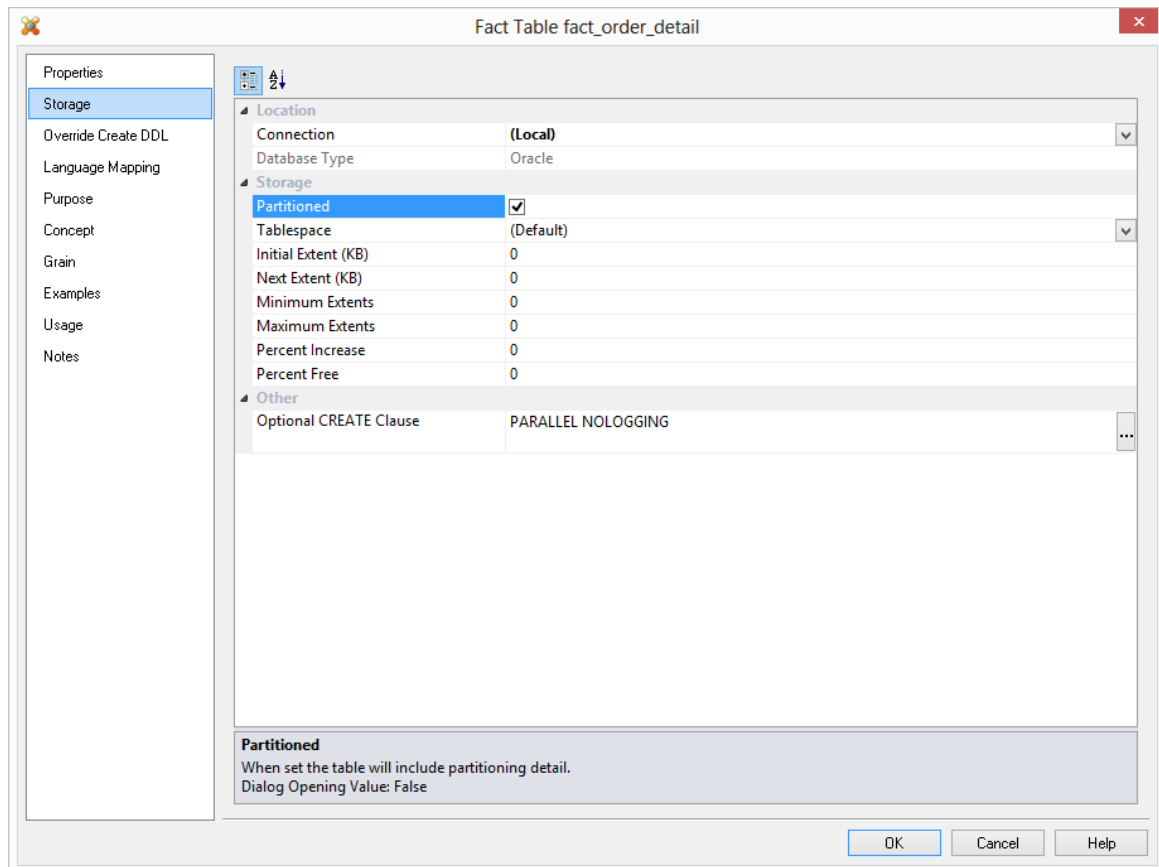 Fact Table fact_order_detail
Properties
Storage
Override Create DDL
Language Mapping
Purpose
Concept
Grain
Examples
Usage
Notes
Location
Connection (Local)
Database Type Oracle
Storage
Partitioned
Tablespace (Default)
Initial Extent (KB) 0
Next Extent (KB) 0
Minimum Extents 0
Maximum Extents 0
Percent Increase 0
Percent Free 0
Other
Optional CREATE Clause PARALLEL NOLOGGING
...
Partitioned
When set the table will include partitioning detail.
Dialog Opening Value: False
OK Cancel Help